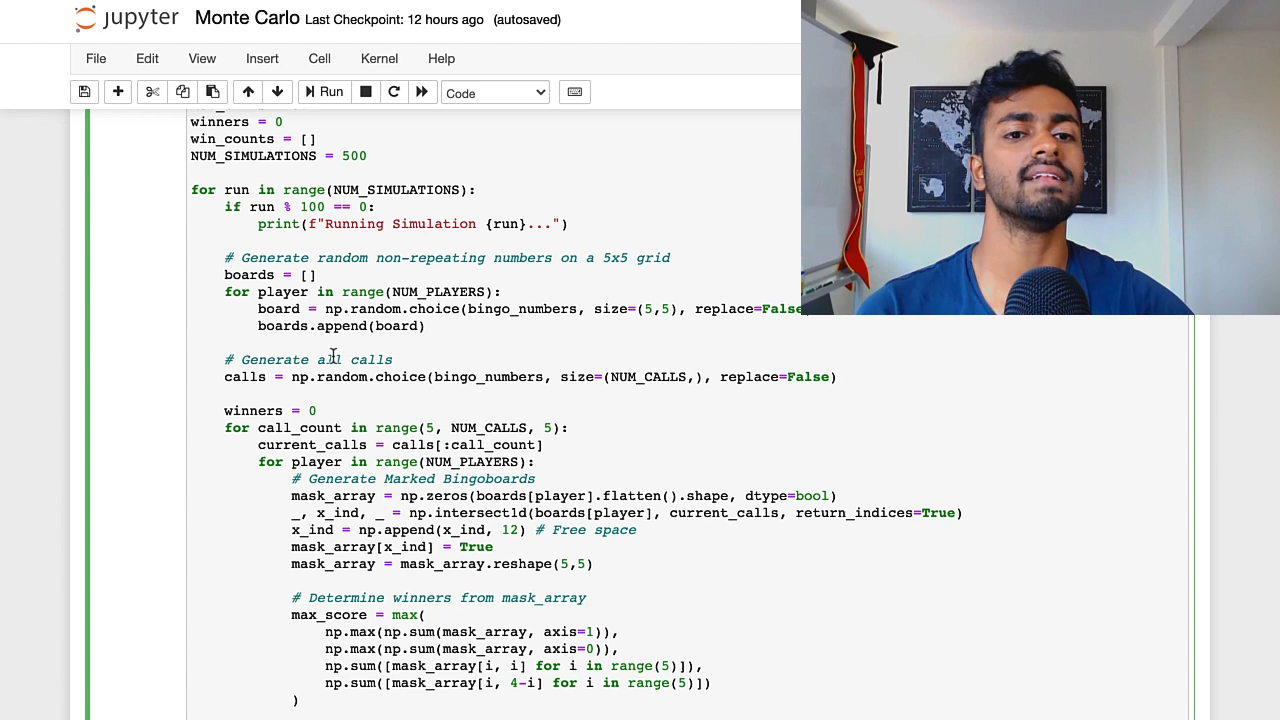 jupyter Monte Carlo Last Checkpoint: 12 hours ago (autosaved)
File Edit View Insert Cell Kernel Help
Run Code
winners = 0
win_counts = []
NUM_SIMULATIONS = 500
for run in range(NUM_SIMULATIONS):
    if run % 100 == 0:
        print(f"Running Simulation {run}...")
    # Generate random non-repeating numbers on a 5x5 grid
    boards = []
    for player in range(NUM_PLAYERS):
        board = np.random.choice(bingo_numbers, size=(5,5), replace=False
        boards.append(board)
    # Generate all calls
    calls = np.random.choice(bingo_numbers, size=(NUM_CALLS,), replace=False)
    winners = 0
    for call_count in range(5, NUM_CALLS, 5):
        current_calls = calls[:call_count]
        for player in range(NUM_PLAYERS):
            # Generate Marked Bingoboards
            mask_array = np.zeros(boards[player].flatten().shape, dtype=bool)
            _, x_ind, _ = np.intersect1d(boards[player], current_calls, return_indices=True)
            x_ind = np.append(x_ind, 12) # Free space
            mask_array[x_ind] = True
            mask_array = mask_array.reshape(5,5)
            # Determine winners from mask_array
            max_score = max(
                np.max(np.sum(mask_array, axis=1)),
                np.max(np.sum(mask_array, axis=0)),
                np.sum([mask_array[i, i] for i in range(5)]),
                np.sum([mask_array[i, 4-i] for i in range(5)])
            )